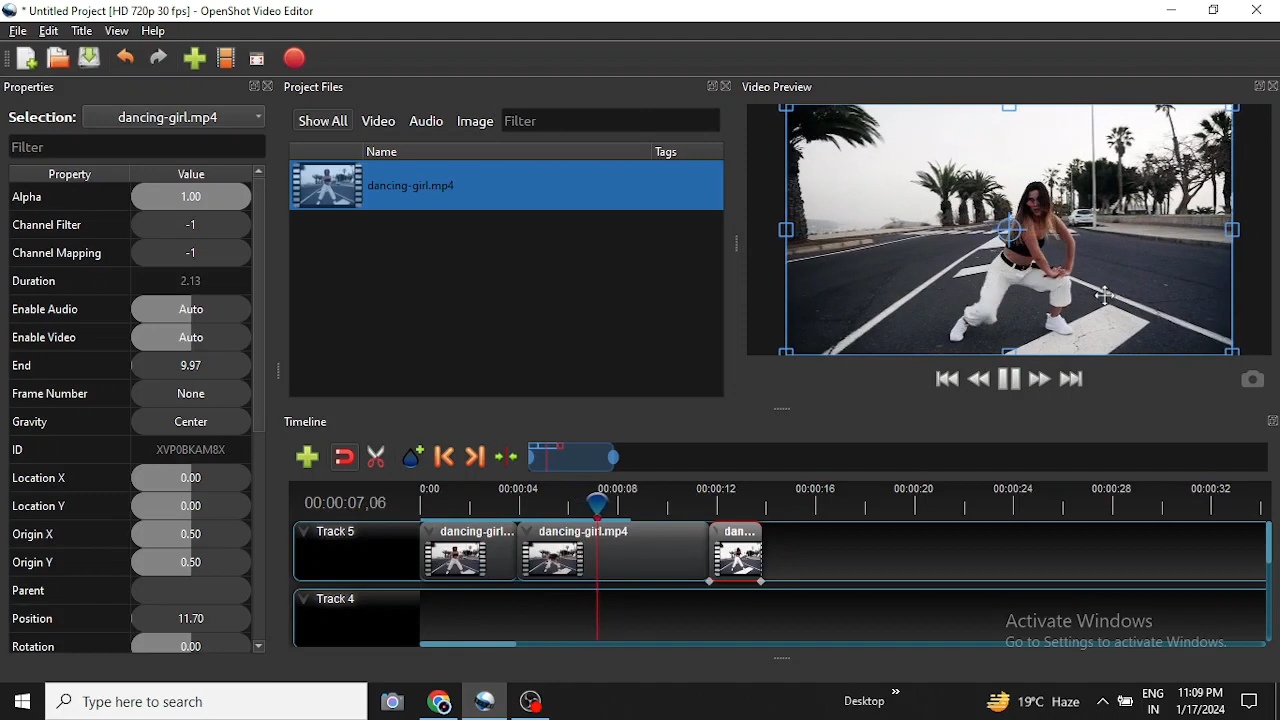 * Untitled Project [HD 720p 30 fps] - OpenShot Video Editor
File Edit Title View Help
Properties
Project Files
Video Preview
Selection: dancing-girl.mp4
Show All Video Audio Image Filter
Filter
Name Tags
Property Value
dancing-girl.mp4
Alpha 1.00
Channel Filter -1
Channel Mapping -1
Duration 2.13
Enable Audio Auto
Enable Video Auto
End 9.97
Frame Number None
Gravity Center
ID XVP0BKAM8X
Location X 0.00
Location Y 0.00
Origin X 0.50
Origin Y 0.50
Parent
Position 11.70
Rotation 0.00
Timeline
00:00:07,06
0:00 00:00:04 00:00:08 00:00:12 00:00:16 00:00:20 00:00:24 00:00:28 00:00:32
Track 5 dancing-girl... dancing-girl.mp4 dan...
Track 4
Activate Windows
Go to Settings to activate Windows.
Type here to search
Desktop
»
19°C Haze
ENG
IN
11:09 PM
1/17/2024